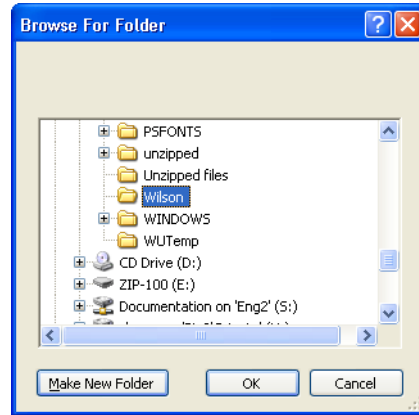 Browse For Folder
PSFONTS
unzipped
Unzipped files
Wilson
WINDOWS
WUTemp
CD Drive (D:)
ZIP-100 (E:)
Documentation on 'Eng2' (S:)
Make New Folder
OK
Cancel